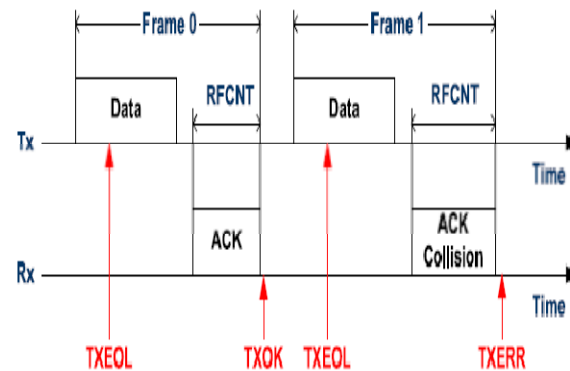 Frame 0
Frame 1
RFCNT
RFCNT
Data
Data
Tx
Time
ACK
ACK
Collision
Rx
Time
TXEOL
TXOK
TXEOL
TXERR